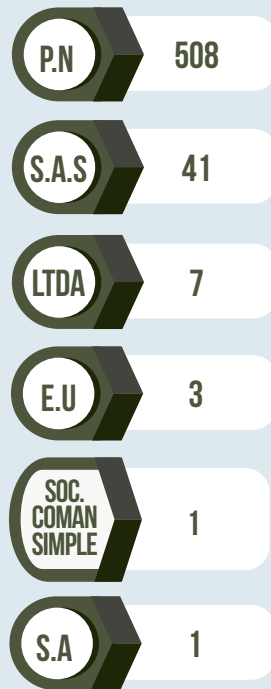 P.N 508
S.A.S 41
LTDA 7
E.U 3
SOC.
COMAN
SIMPLE
1
S.A 1